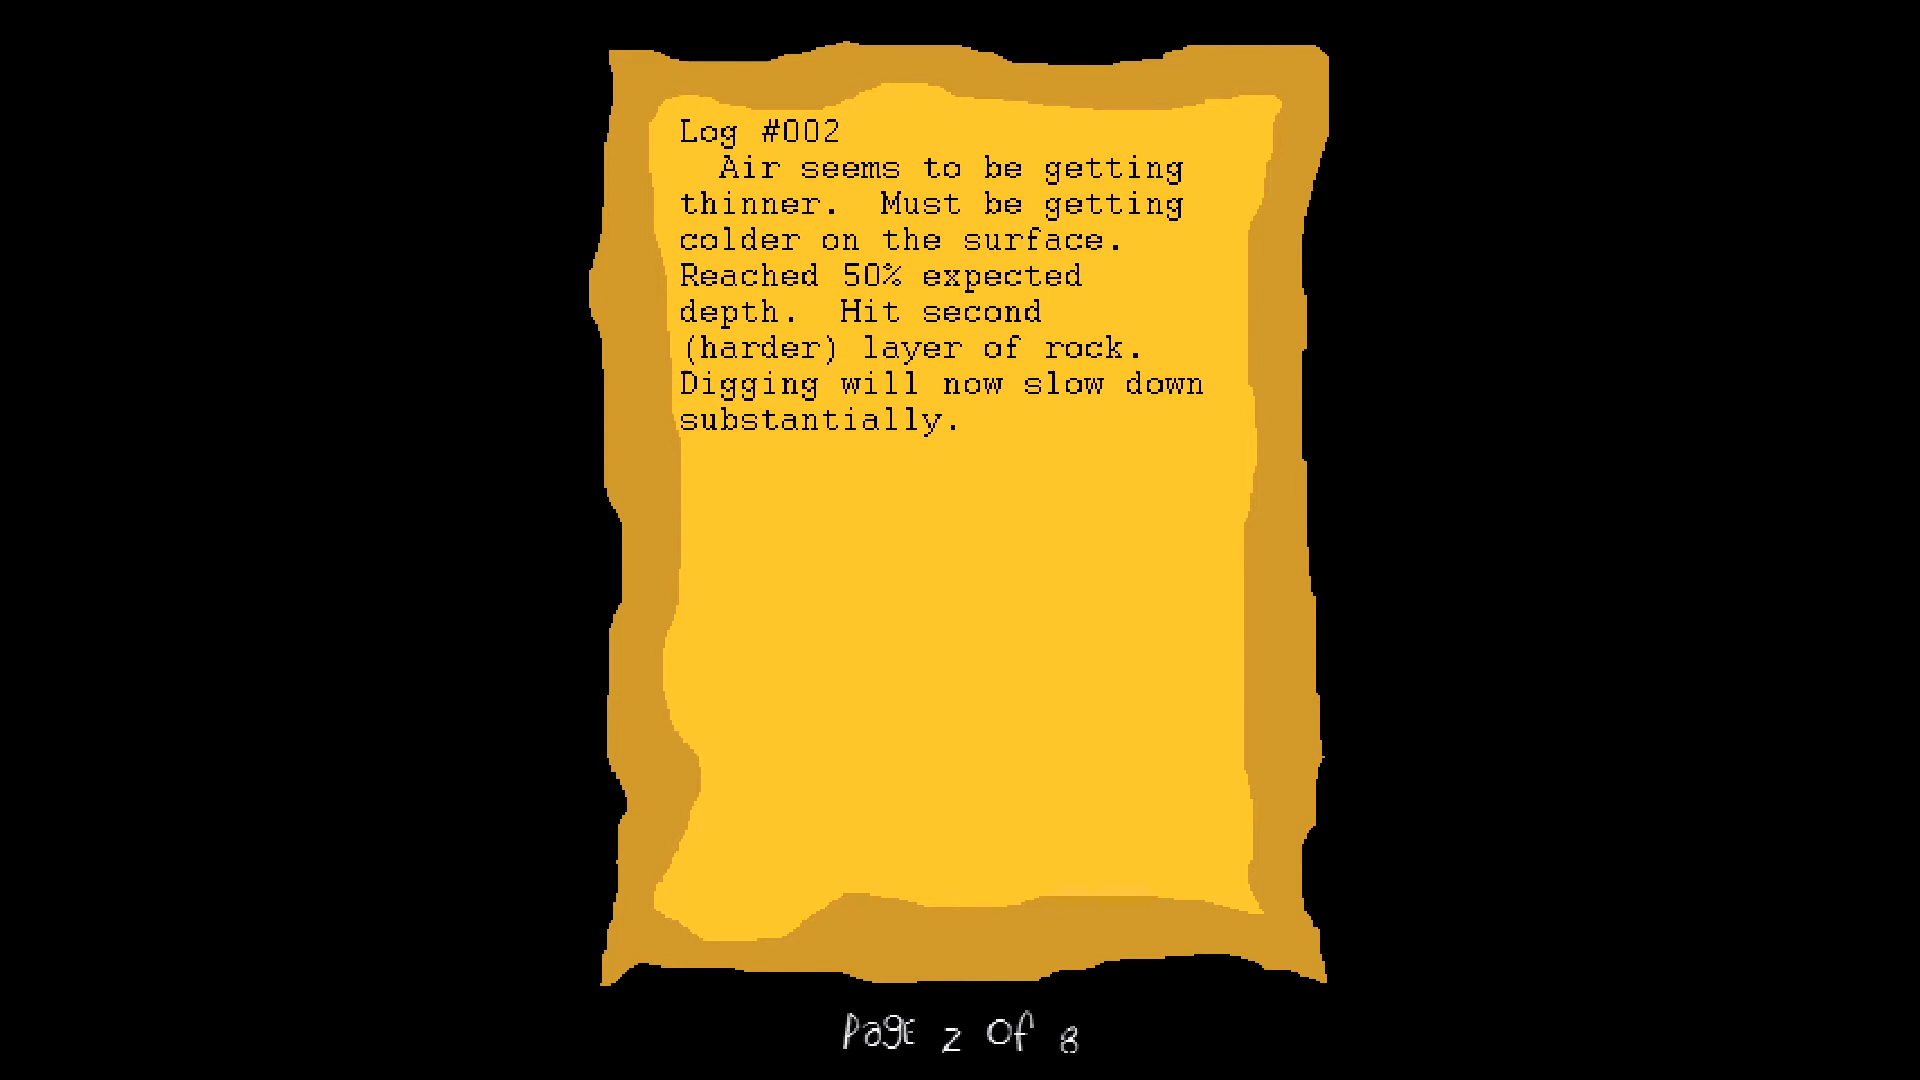 Log #002
  Air seems to be getting
thinner.  Must be getting
colder on the surface.
Reached 50% expected
depth.  Hit second
(harder) layer of rock.
Digging will now slow down
substantially.
Page 2 of 8